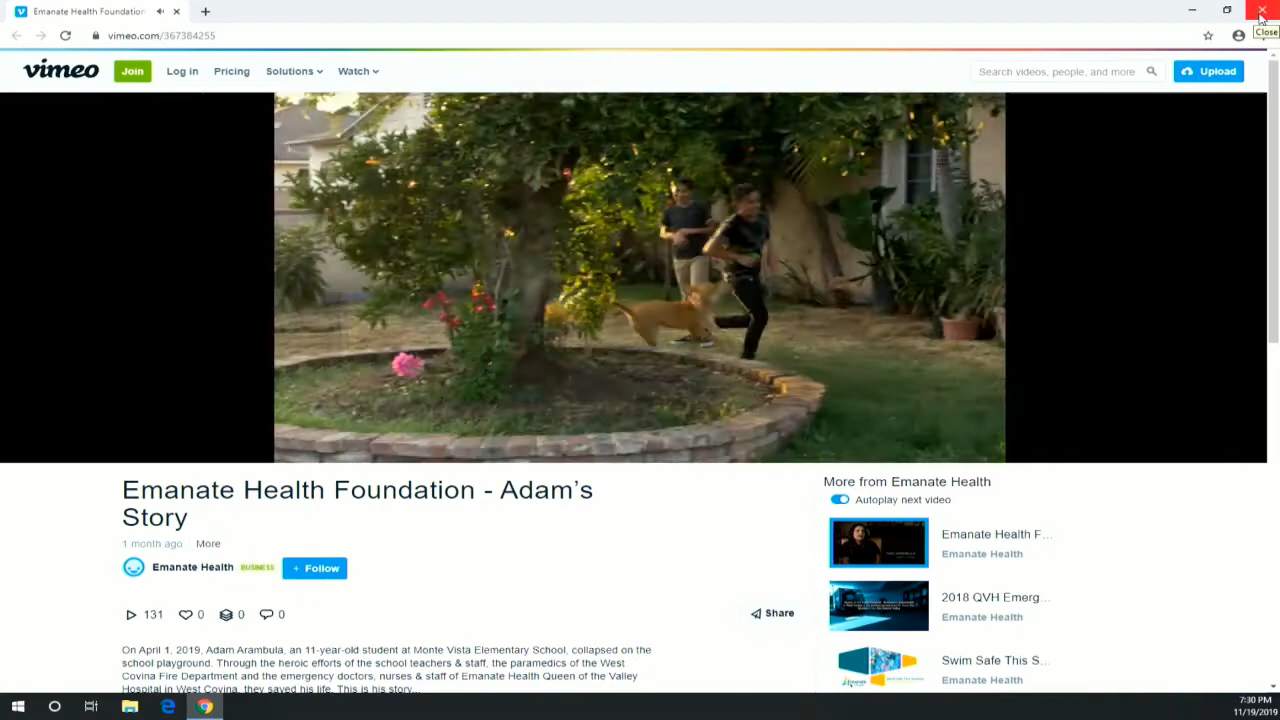 Emanate Health Foundation
Close
vimeo.com/367384255
vimeo
Join
Log in
Pricing
Solutions
Watch
Search videos, people, and more
Upload
Emanate Health Foundation - Adam's
Story
1 month ago
More
Emanate Health
BUSINESS
+ Follow
131
0
0
0
Share
On April 1, 2019, Adam Arambula, an 11-year-old student at Monte Vista Elementary School, collapsed on the
school playground. Through the heroic efforts of the school teachers & staff, the paramedics of the West
Covina Fire Department and the emergency doctors, nurses & staff of Emanate Health Queen of the Valley
Hospital in West Covina, they saved his life. This is his story...
More from Emanate Health
Autoplay next video
Emanate Health F...
Emanate Health
2018 QVH Emerg...
Emanate Health
Swim Safe This S...
Emanate Health
7:30 PM
11/19/2019